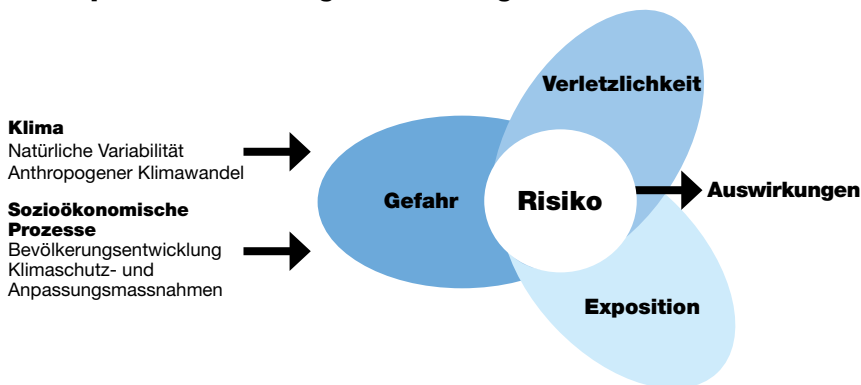 Klima
Natürliche Variabilität
Anthropogener Klimawandel
Sozioökonomische
Prozesse
Bevölkerungsentwicklung
Klimaschutz- und
Anpassungsmassnahmen
Gefahr
Verletzlichkeit
Risiko
Exposition
Auswirkungen